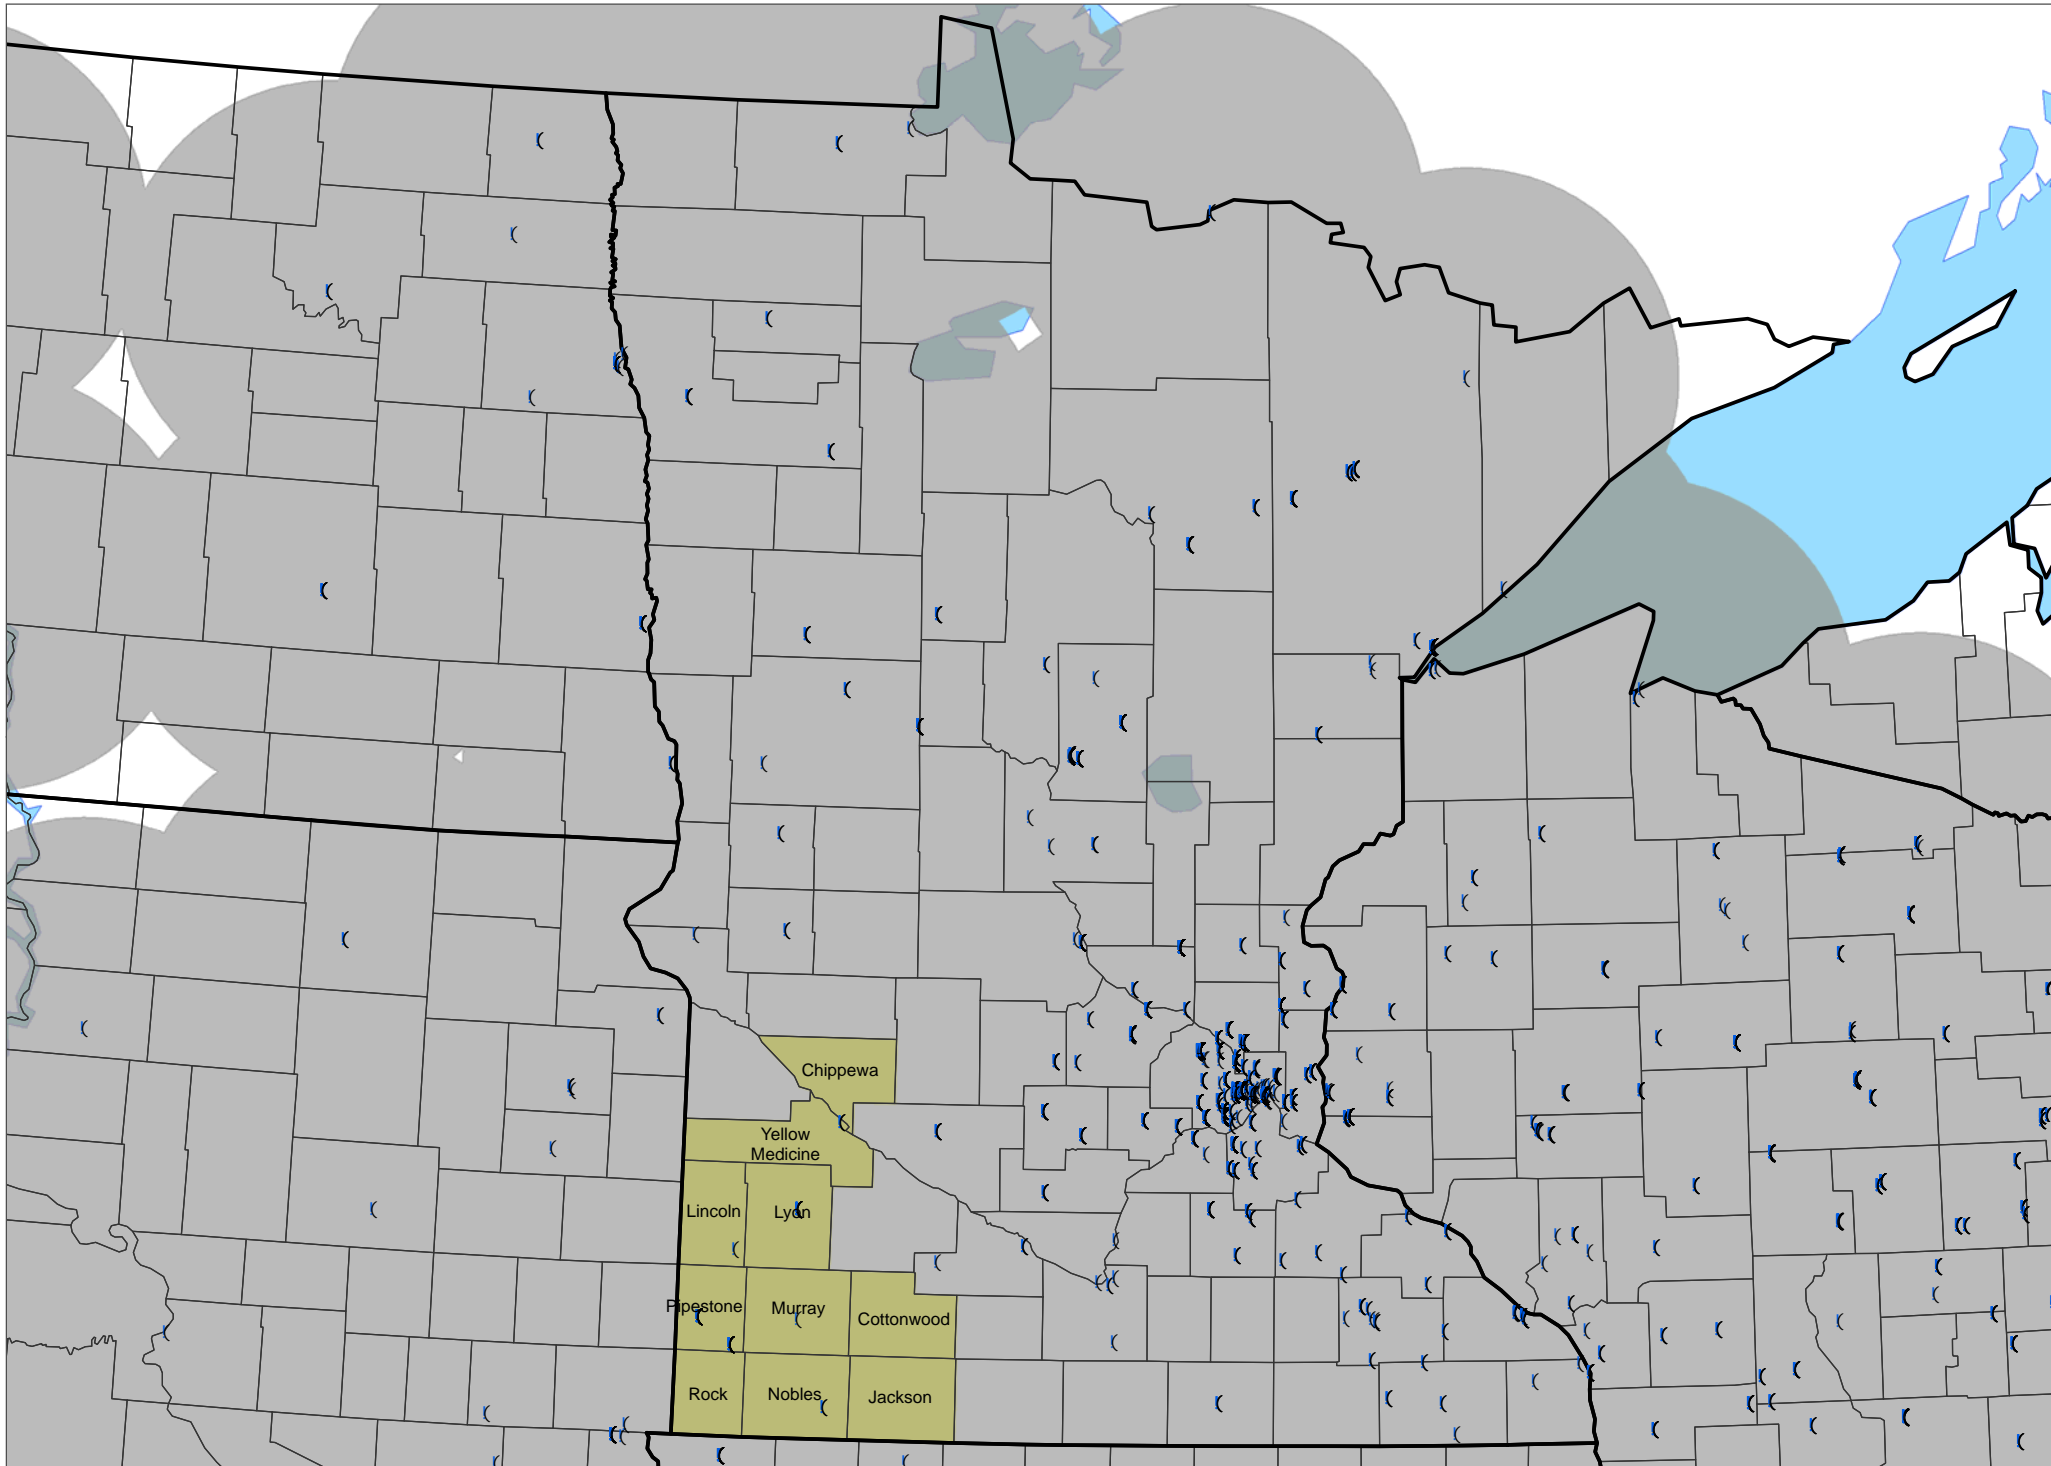 Chippewa
Yellow
Medicine
Lincoln
Lyon
Pipestone
Murray
Cottonwood
Rock
Nobles
Jackson